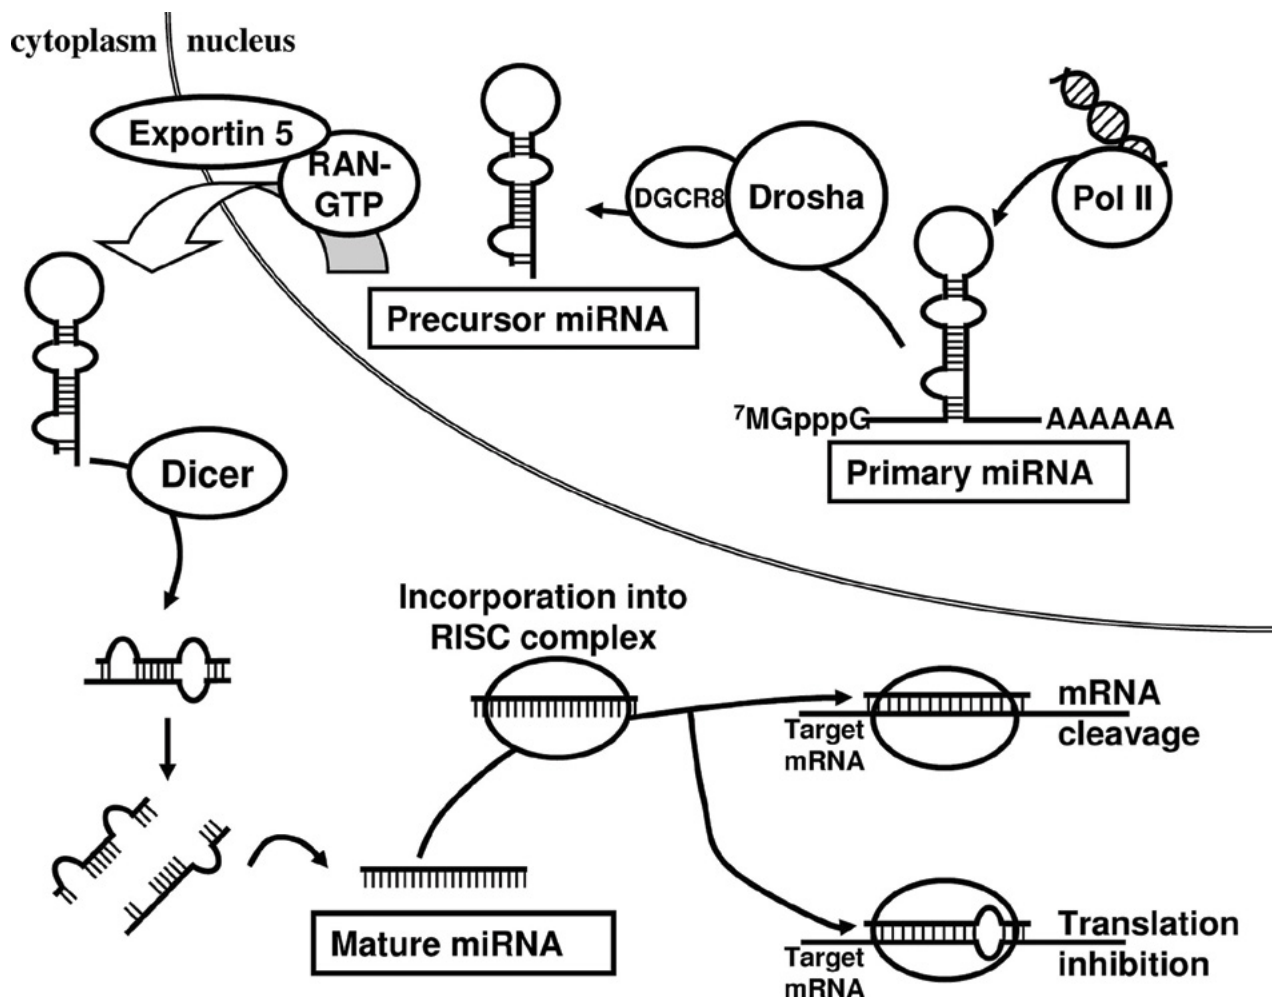 cytoplasm nucleus
Exportin 5
RAN-
GTP
DGCR8
Drosha
Pol II
Precursor miRNA
⁷MGpppG
AAAAAA
Primary miRNA
Dicer
Incorporation into
RISC complex
Target
mRNA
mRNA
cleavage
Mature miRNA
Target
mRNA
Translation
inhibition